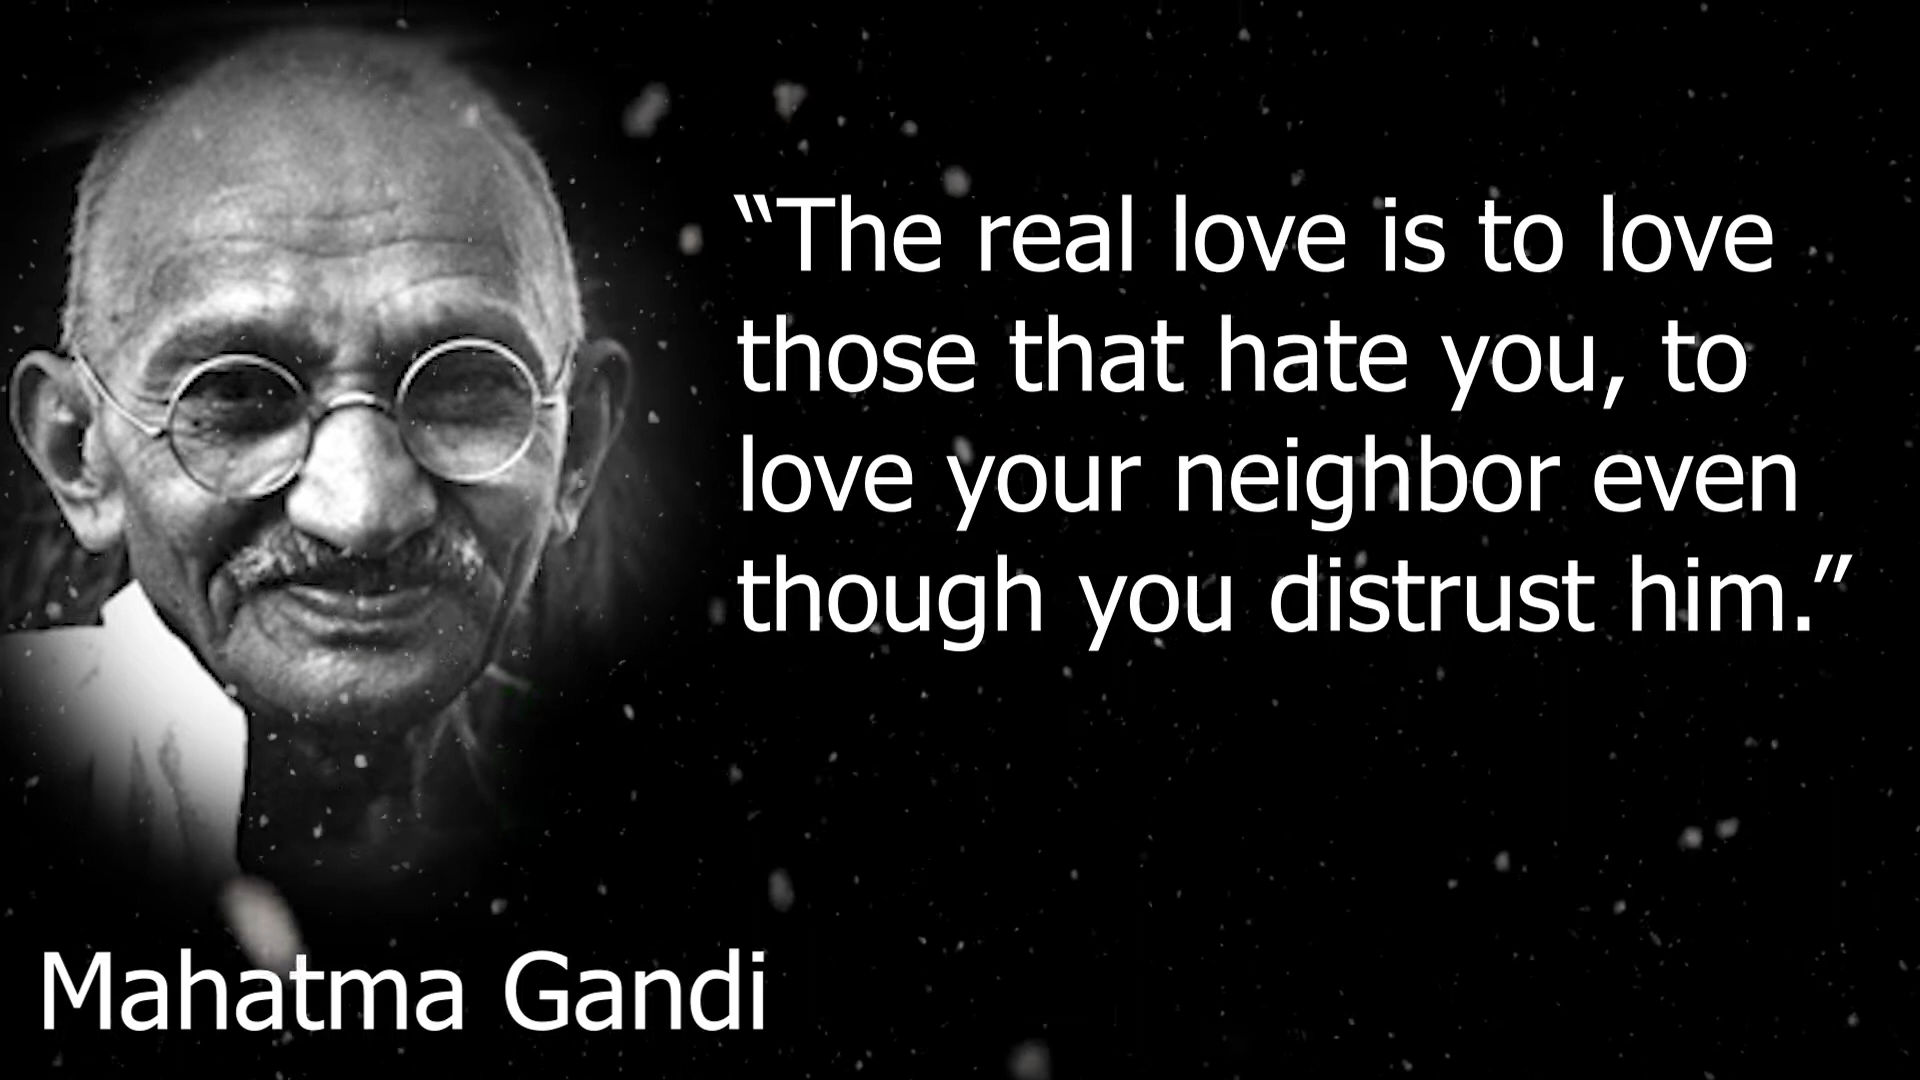 “The real love is to love
those that hate you, to
love your neighbor even
though you distrust him.”
Mahatma Gandi